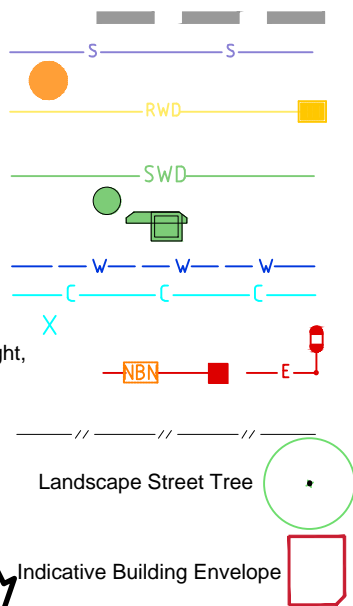 S S
RWD
SWD
W W W
C C C
X
ght,
NBN E
// // //
Landscape Street Tree
Indicative Building Envelope